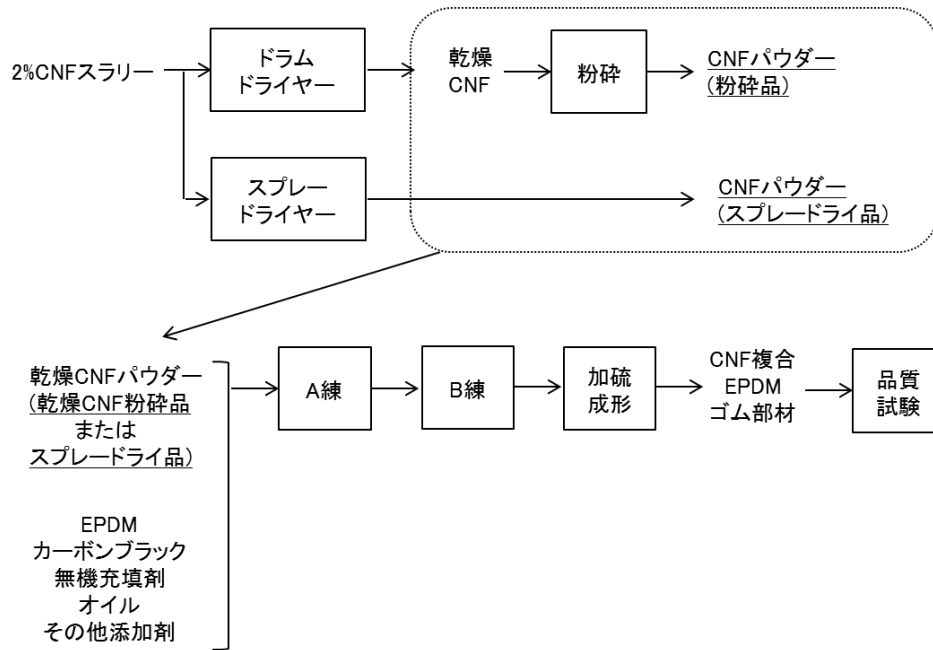 2%CNFスラリー
ドラム
ドライヤー
乾燥
CNF
粉砕
CNFパウダー
(粉砕品)
スプレー
ドライヤー
CNFパウダー
(スプレードライ品)
乾燥CNFパウダー
(乾燥CNF粉砕品
または
スプレードライ品)
EPDM
カーボンブラック
無機充填剤
オイル
その他添加剤
A練
B練
加硫
成形
CNF複合
EPDM
ゴム部材
品質
試験